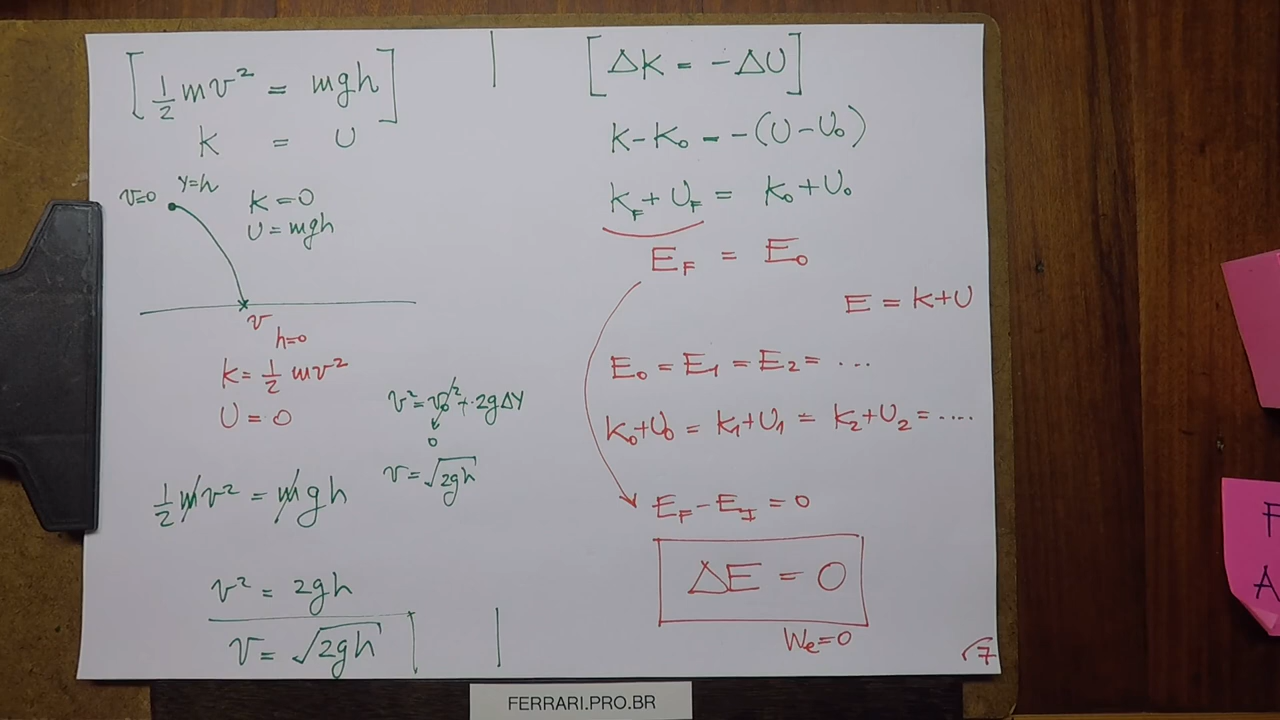 [½mv² = mgh]
K = U
v=0 y=h
K=0
U=mgh
v
h=0
K=½mv²
U=0
v²=v₀²+2gΔY
0
v=√2gh
½mv² = mgh
v² = 2gh
v = √2gh
[ΔK = -ΔU]
K-K₀ = -(U-U₀)
K_F+U_F = K₀+U₀
E_F = E₀
E = K+U
E₀ = E₁ = E₂ = ...
K₀+U₀ = K₁+U₁ = K₂+U₂ = ....
E_F - E_I = 0
ΔE = 0
We=0
7
FERRARI.PRO.BR
F
A